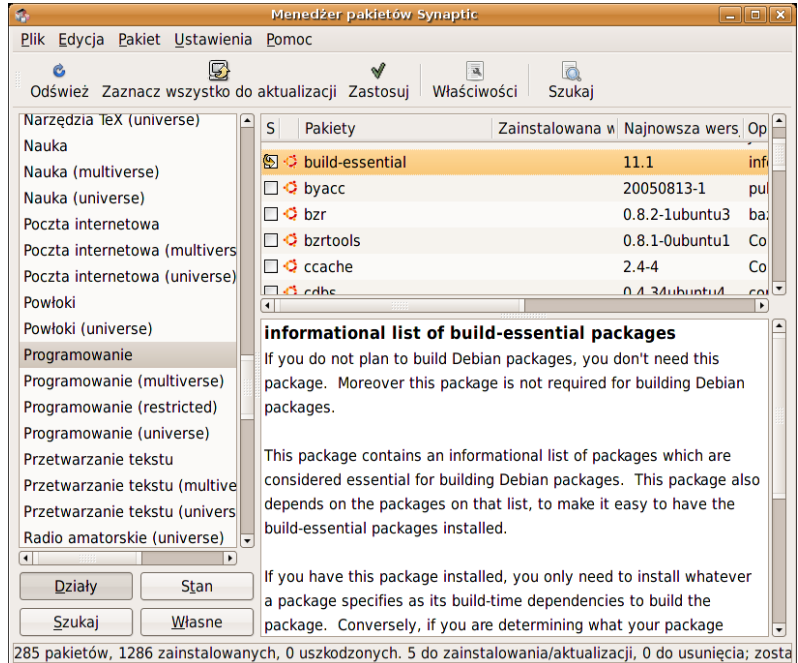 Menedżer pakietów Synaptic
Plik Edycja Pakiet Ustawienia Pomoc
Odśwież Zaznacz wszystko do aktualizacji Zastosuj Właściwości Szukaj
Narzędzia TeX (universe)
Nauka
Nauka (multiverse)
Nauka (universe)
Poczta internetowa
Poczta internetowa (multivers
Poczta internetowa (universe)
Powłoki
Powłoki (universe)
Programowanie
Programowanie (multiverse)
Programowanie (restricted)
Programowanie (universe)
Przetwarzanie tekstu
Przetwarzanie tekstu (multive
Przetwarzanie tekstu (univers
Radio amatorskie (universe)
Działy Stan
Szukaj Własne
S Pakiety Zainstalowana w Najnowsza wers Op
build-essential 11.1 inf
byacc 20050813-1 pu
bzr 0.8.2-1ubuntu3 ba
bzrtools 0.8.1-0ubuntu1 Co
ccache 2.4-4 Co
cdbs 0.4.34ubuntu4 co
informational list of build-essential packages
If you do not plan to build Debian packages, you don't need this
package. Moreover this package is not required for building Debian
packages.
This package contains an informational list of packages which are
considered essential for building Debian packages. This package also
depends on the packages on that list, to make it easy to have the
build-essential packages installed.
If you have this package installed, you only need to install whatever
a package specifies as its build-time dependencies to build the
package. Conversely, if you are determining what your package
285 pakietów, 1286 zainstalowanych, 0 uszkodzonych. 5 do zainstalowania/aktualizacji, 0 do usunięcia; zosta